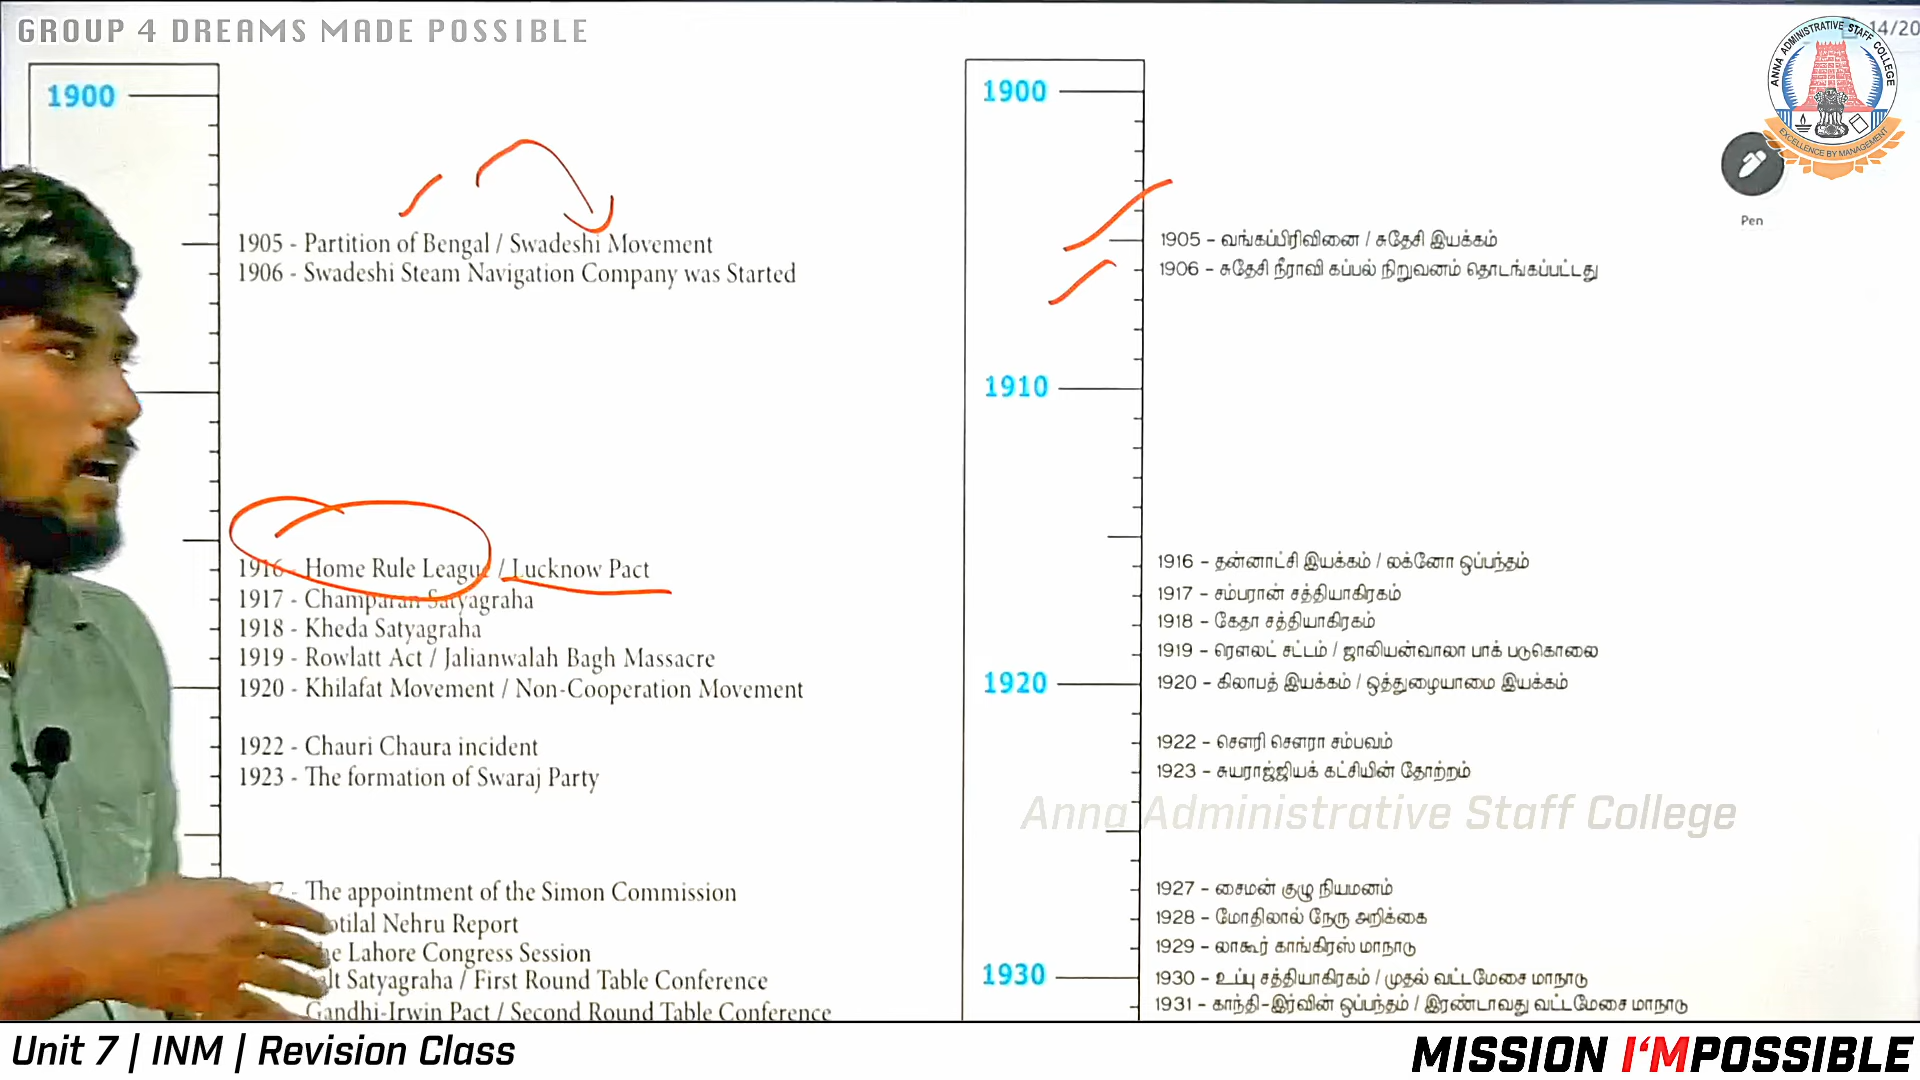 GROUP 4 DREAMS MADE POSSIBLE
14/20
ANNA ADMINISTRATIVE STAFF COLLEGE
EXCELLENCE BY MANAGEMENT
Pen
1900
1905 - Partition of Bengal / Swadeshi Movement
1906 - Swadeshi Steam Navigation Company was Started
1916 - Home Rule League / Lucknow Pact
1917 - Champaran Satyagraha
1918 - Kheda Satyagraha
1919 - Rowlatt Act / Jalianwalah Bagh Massacre
1920 - Khilafat Movement / Non-Cooperation Movement
1922 - Chauri Chaura incident
1923 - The formation of Swaraj Party
7 - The appointment of the Simon Commission
otilal Nehru Report
e Lahore Congress Session
lt Satyagraha / First Round Table Conference
Gandhi-Irwin Pact / Second Round Table Conference
1900
1905 – வங்கப்பிரிவினை / சுதேசி இயக்கம்
1906 – சுதேசி நீராவி கப்பல் நிறுவனம் தொடங்கப்பட்டது
1910
1916 – தன்னாட்சி இயக்கம் / லக்னோ ஒப்பந்தம்
1917 – சம்பரான் சத்தியாகிரகம்
1918 – கேதா சத்தியாகிரகம்
1919 – ரௌலட் சட்டம் / ஜாலியன்வாலா பாக் படுகொலை
1920
1920 – கிலாபத் இயக்கம் / ஒத்துழையாமை இயக்கம்
1922 – சௌரி சௌரா சம்பவம்
1923 – சுயராஜ்ஜியக் கட்சியின் தோற்றம்
Anna Administrative Staff College
1927 – சைமன் குழு நியமனம்
1928 – மோதிலால் நேரு அறிக்கை
1929 – லாகூர் காங்கிரஸ் மாநாடு
1930
1930 – உப்பு சத்தியாகிரகம் / முதல் வட்டமேசை மாநாடு
1931 – காந்தி–இர்வின் ஒப்பந்தம் / இரண்டாவது வட்டமேசை மாநாடு
Unit 7 | INM | Revision Class
MISSION I'MPOSSIBLE